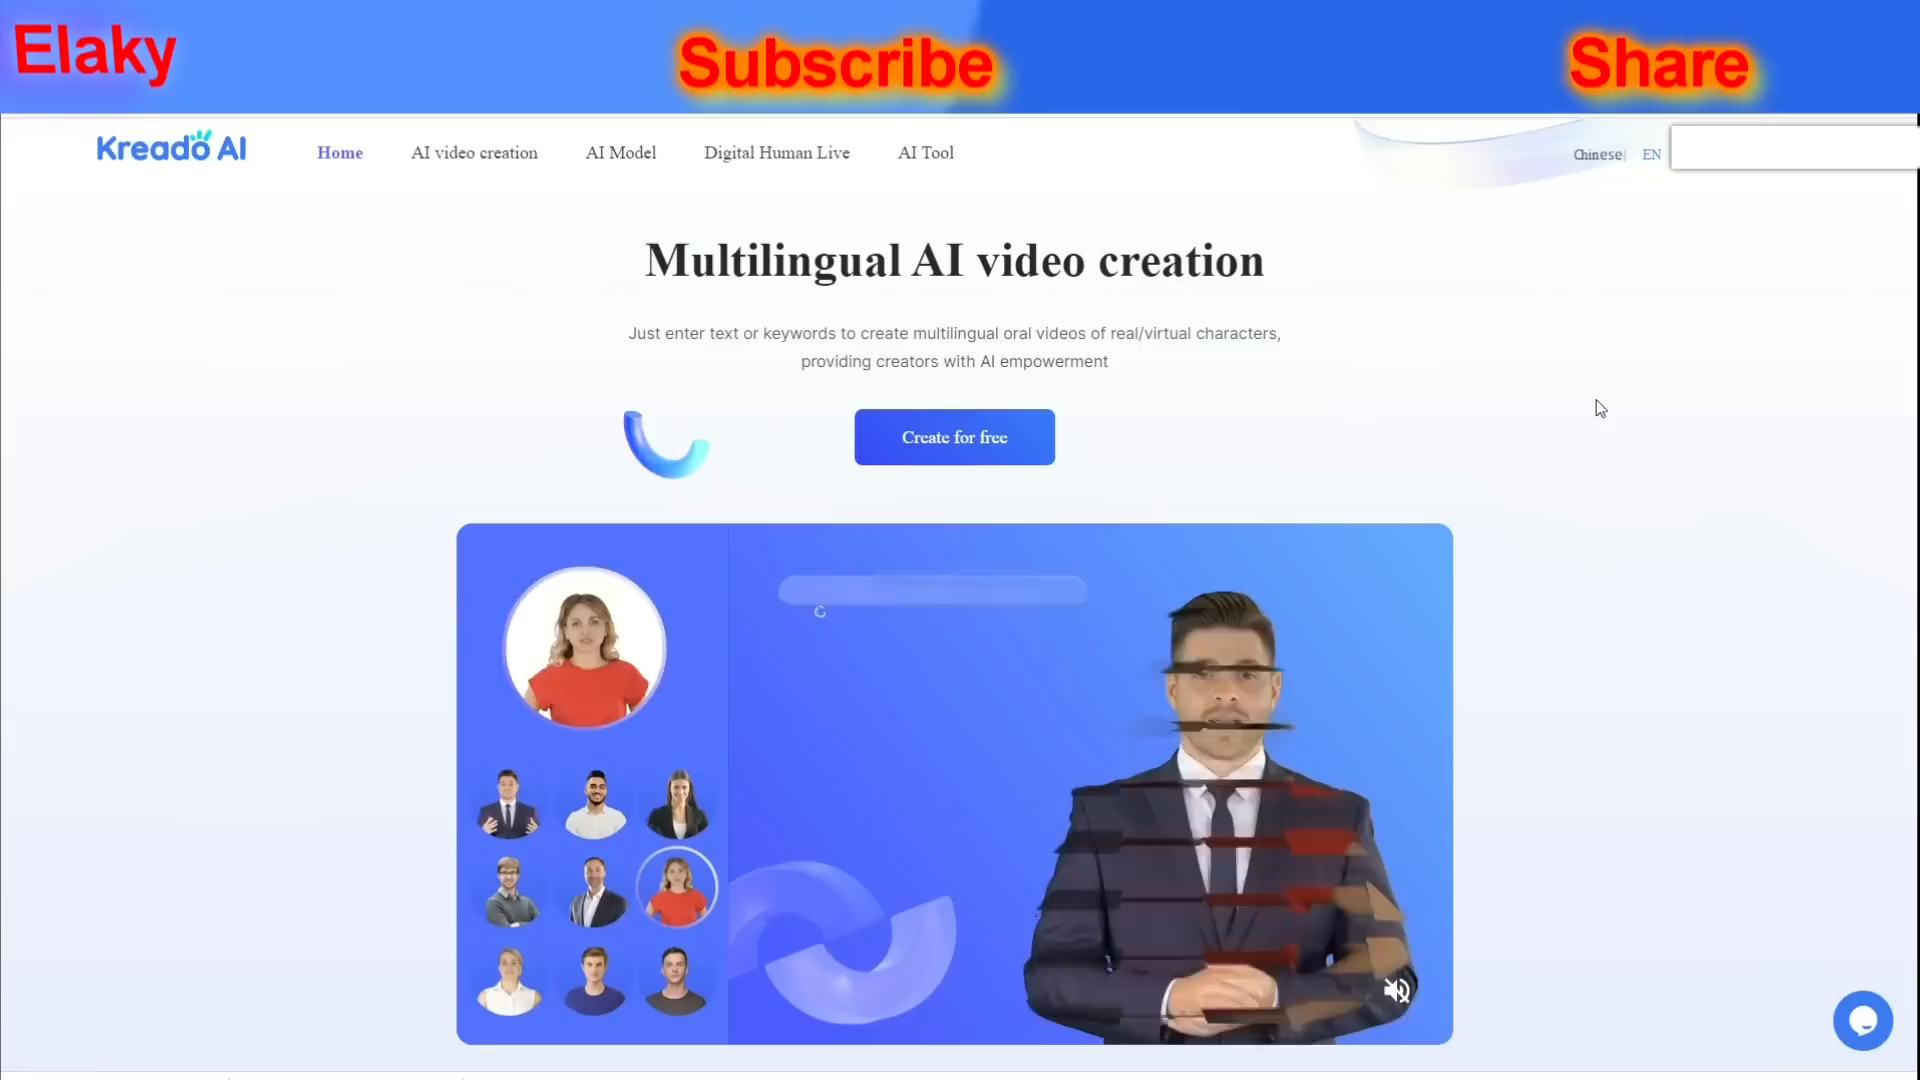 Elaky
Subscribe
Share
Kreado AI
Home
AI video creation
AI Model
Digital Human Live
AI Tool
Chinese|
EN
Multilingual AI video creation
Just enter text or keywords to create multilingual oral videos of real/virtual characters,
providing creators with AI empowerment
Create for free
G